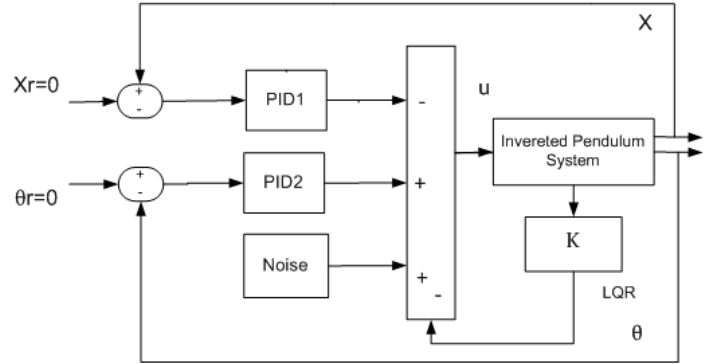 X
Xr=0
+
-
PID1
-
u
Invereted Pendulum
System
θr=0
+
-
PID2
+
K
Noise
+
-
LQR
θ